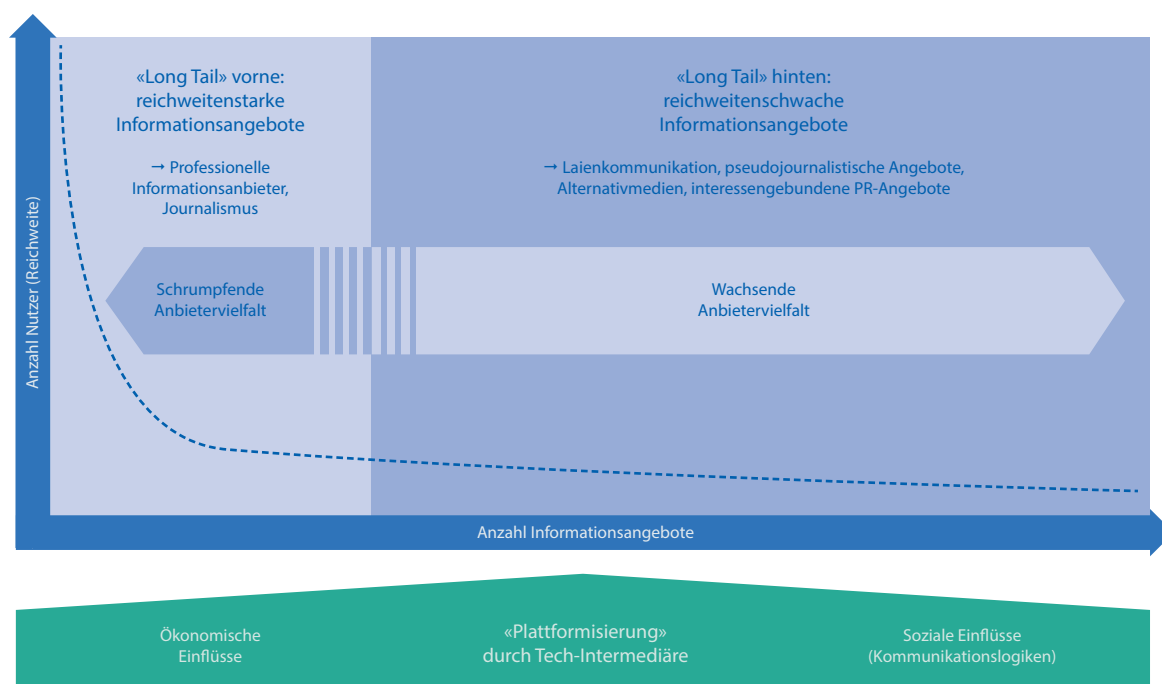 «Long Tail» vorne:
reichweitenstarke
Informationsangebote
→ Professionelle
Informationsanbieter,
Journalismus
«Long Tail» hinten:
reichweitenschwache
Informationsangebote
→ Laienkommunikation, pseudojournalistische Angebote,
Alternativmedien, interessengebundene PR-Angebote
Anzahl Nutzer (Reichweite)
Schrumpfende
Anbietervielfalt
Wachsende
Anbietervielfalt
Anzahl Informationsangebote
Ökonomische
Einflüsse
«Plattformisierung»
durch Tech-Intermediäre
Soziale Einflüsse
(Kommunikationslogiken)